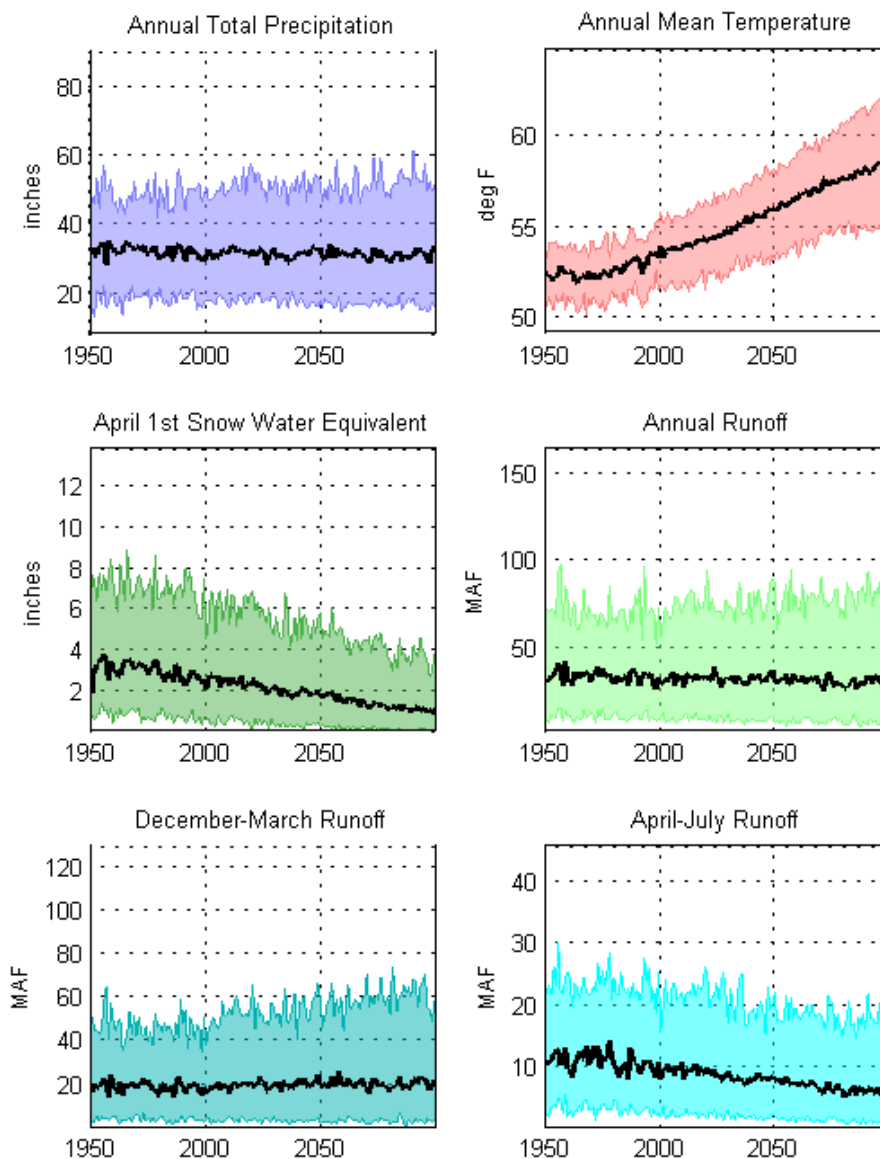 Annual Total Precipitation
inches
80
60
40
20
1950 2000 2050
Annual Mean Temperature
deg F
60
55
50
1950 2000 2050
April 1st Snow Water Equivalent
inches
12
10
8
6
4
2
1950 2000 2050
Annual Runoff
MAF
150
100
50
1950 2000 2050
December-March Runoff
MAF
120
100
80
60
40
20
1950 2000 2050
April-July Runoff
MAF
40
30
20
10
1950 2000 2050